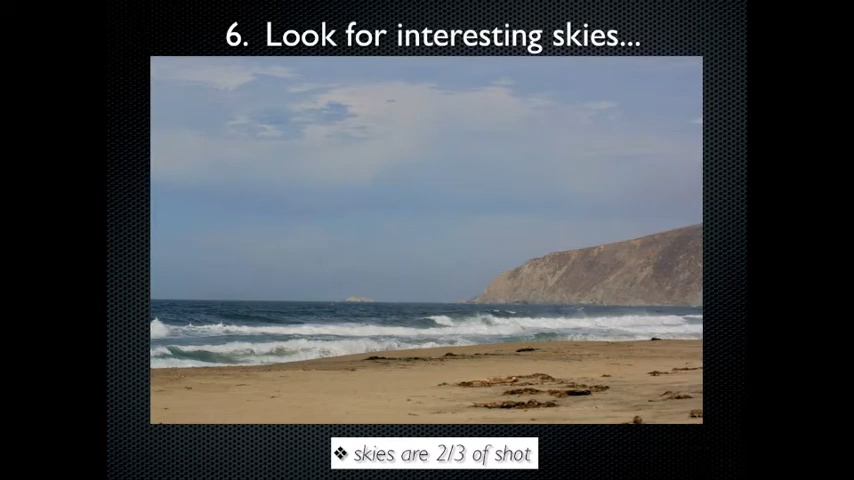 6. Look for interesting skies...
❖ skies are 2/3 of shot